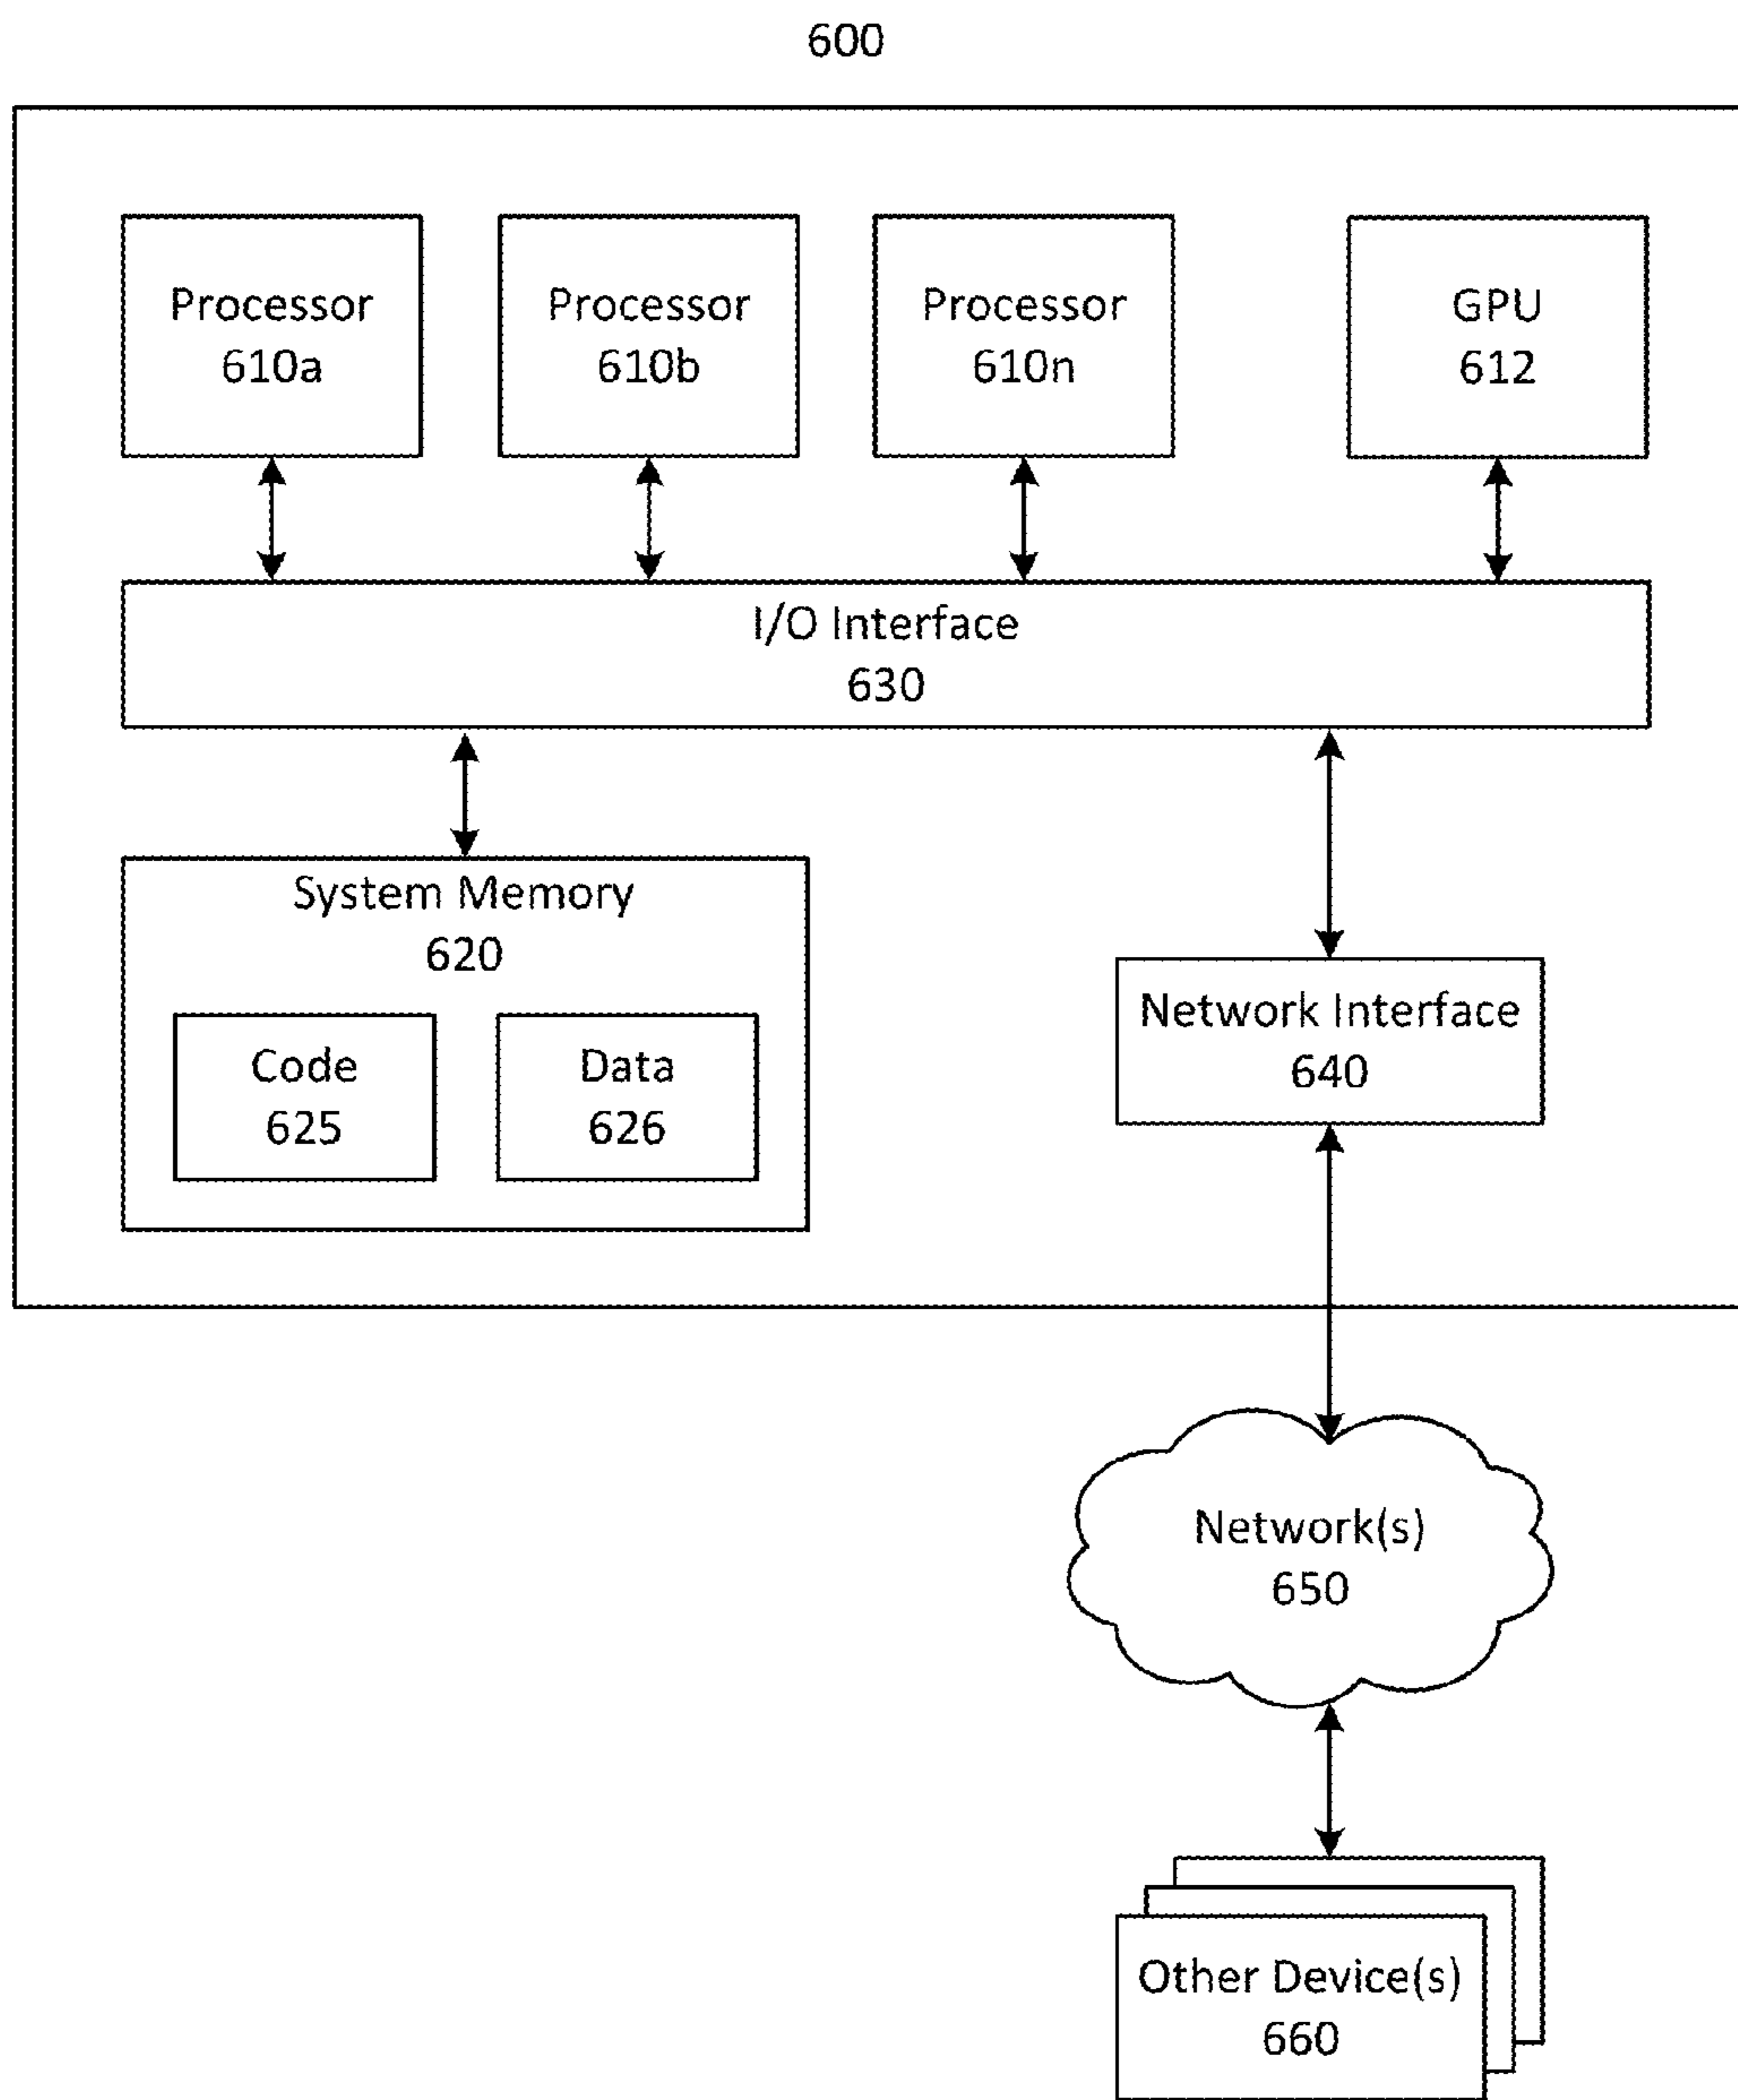 600
Processor
610a
Processor
610b
Processor
610n
GPU
612
I/O Interface
630
System Memory
620
Code
625
Data
626
Network Interface
640
Network(s)
650
Other Device(s)
660